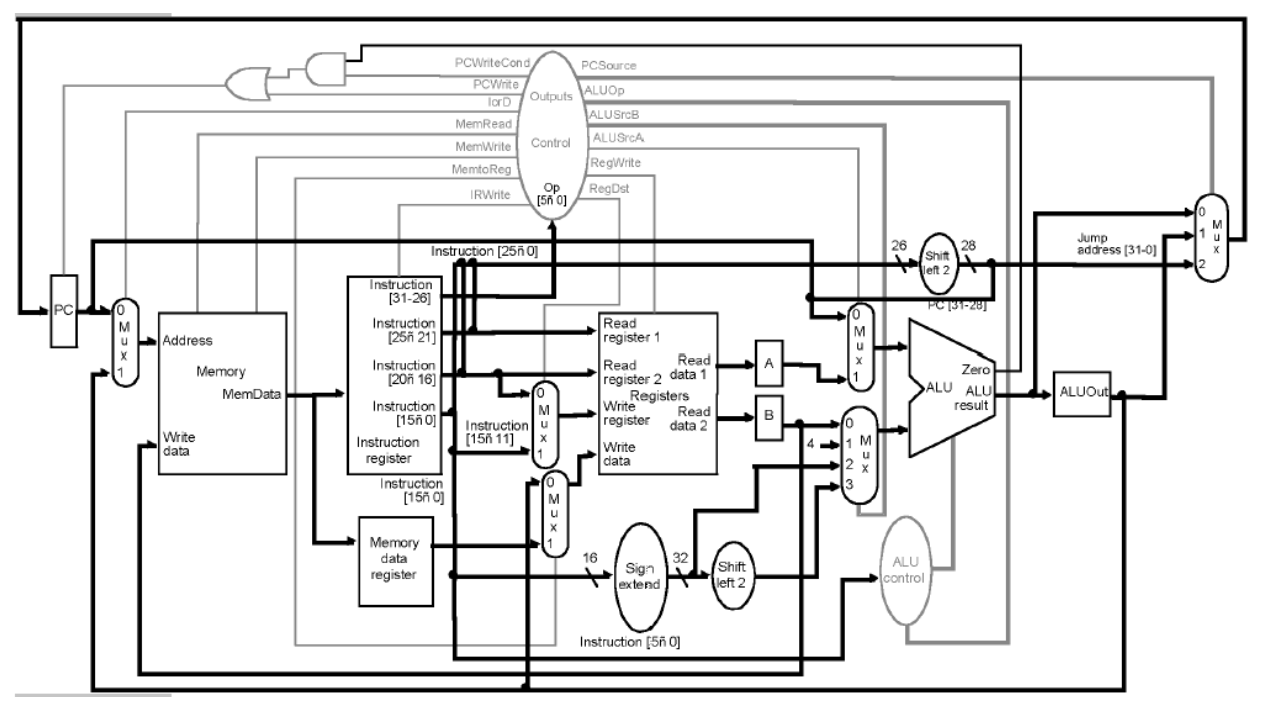 PCWriteCond
PCSource
PCWrite
ALUOp
Outputs
IorD
ALUSrcB
MemRead
ALUSrcA
Control
MemWrite
RegWrite
MemtoReg
RegDst
Op
[5ñ 0]
IRWrite
0
1
2
M
u
x
Instruction [25ñ 0]
26
28
Shift
left 2
Jump
address [31-0]
PC [31-28]
PC
0
M
u
x
1
Address
Memory
MemData
Write
data
Instruction
[31-26]
Instruction
[25ñ 21]
Instruction
[20ñ 16]
Instruction
[15ñ 0]
Instruction
register
Instruction
[15ñ 0]
Instruction
[15ñ 11]
0
M
u
x
1
0
M
u
x
1
Read
register 1
Read
register 2
Registers
Write
register
Write
data
Read
data 1
Read
data 2
A
B
0
M
u
x
1
4
0
1
2
3
M
u
x
Zero
ALU
ALU
result
ALUOut
Memory
data
register
16
Sign
extend
32
Shift
left 2
ALU
control
Instruction [5ñ 0]